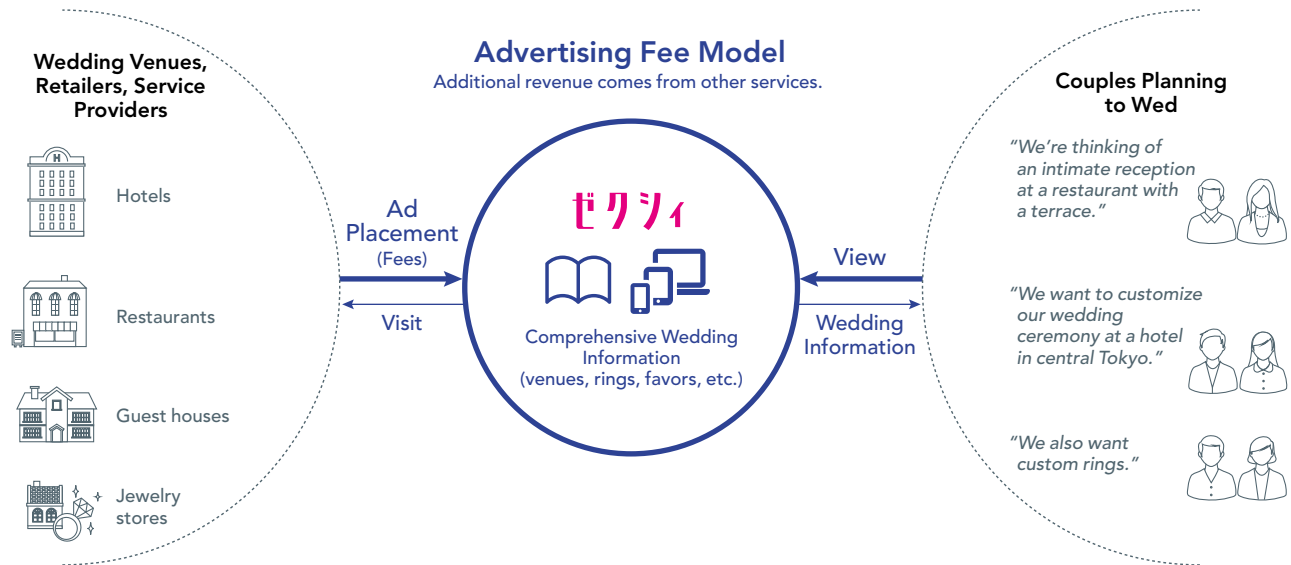 Advertising Fee Model
Additional revenue comes from other services.
Wedding Venues,
Retailers, Service
Providers
H
Hotels
Restaurants
Guest houses
Jewelry
stores
Ad
Placement
(Fees)
Visit
ゼクシィ
Comprehensive Wedding
Information
(venues, rings, favors, etc.)
View
Wedding
Information
Couples Planning
to Wed
“We’re thinking of
an intimate reception
at a restaurant with
a terrace.”
“We want to customize
our wedding
ceremony at a hotel
in central Tokyo.”
“We also want
custom rings.”